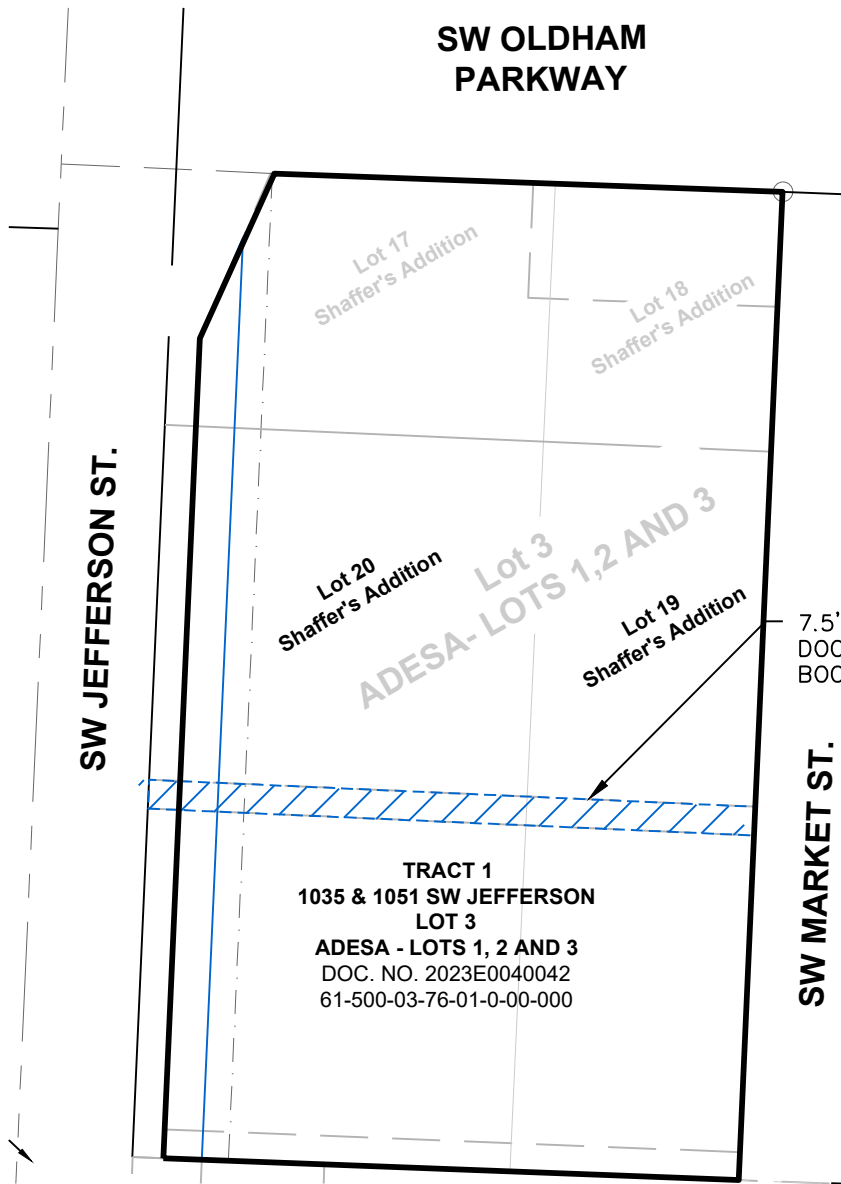 SW OLDHAM
PARKWAY
Lot 17
Shaffer's Addition
Lot 18
Shaffer's Addition
SW JEFFERSON ST.
Lot 3
ADESA- LOTS 1,2 AND 3
Lot 20
Shaffer's Addition
Lot 19
Shaffer's Addition
7.5'
DOC
BOO
SW MARKET ST.
TRACT 1
1035 & 1051 SW JEFFERSON
LOT 3
ADESA - LOTS 1, 2 AND 3
DOC. NO. 2023E0040042
61-500-03-76-01-0-00-000